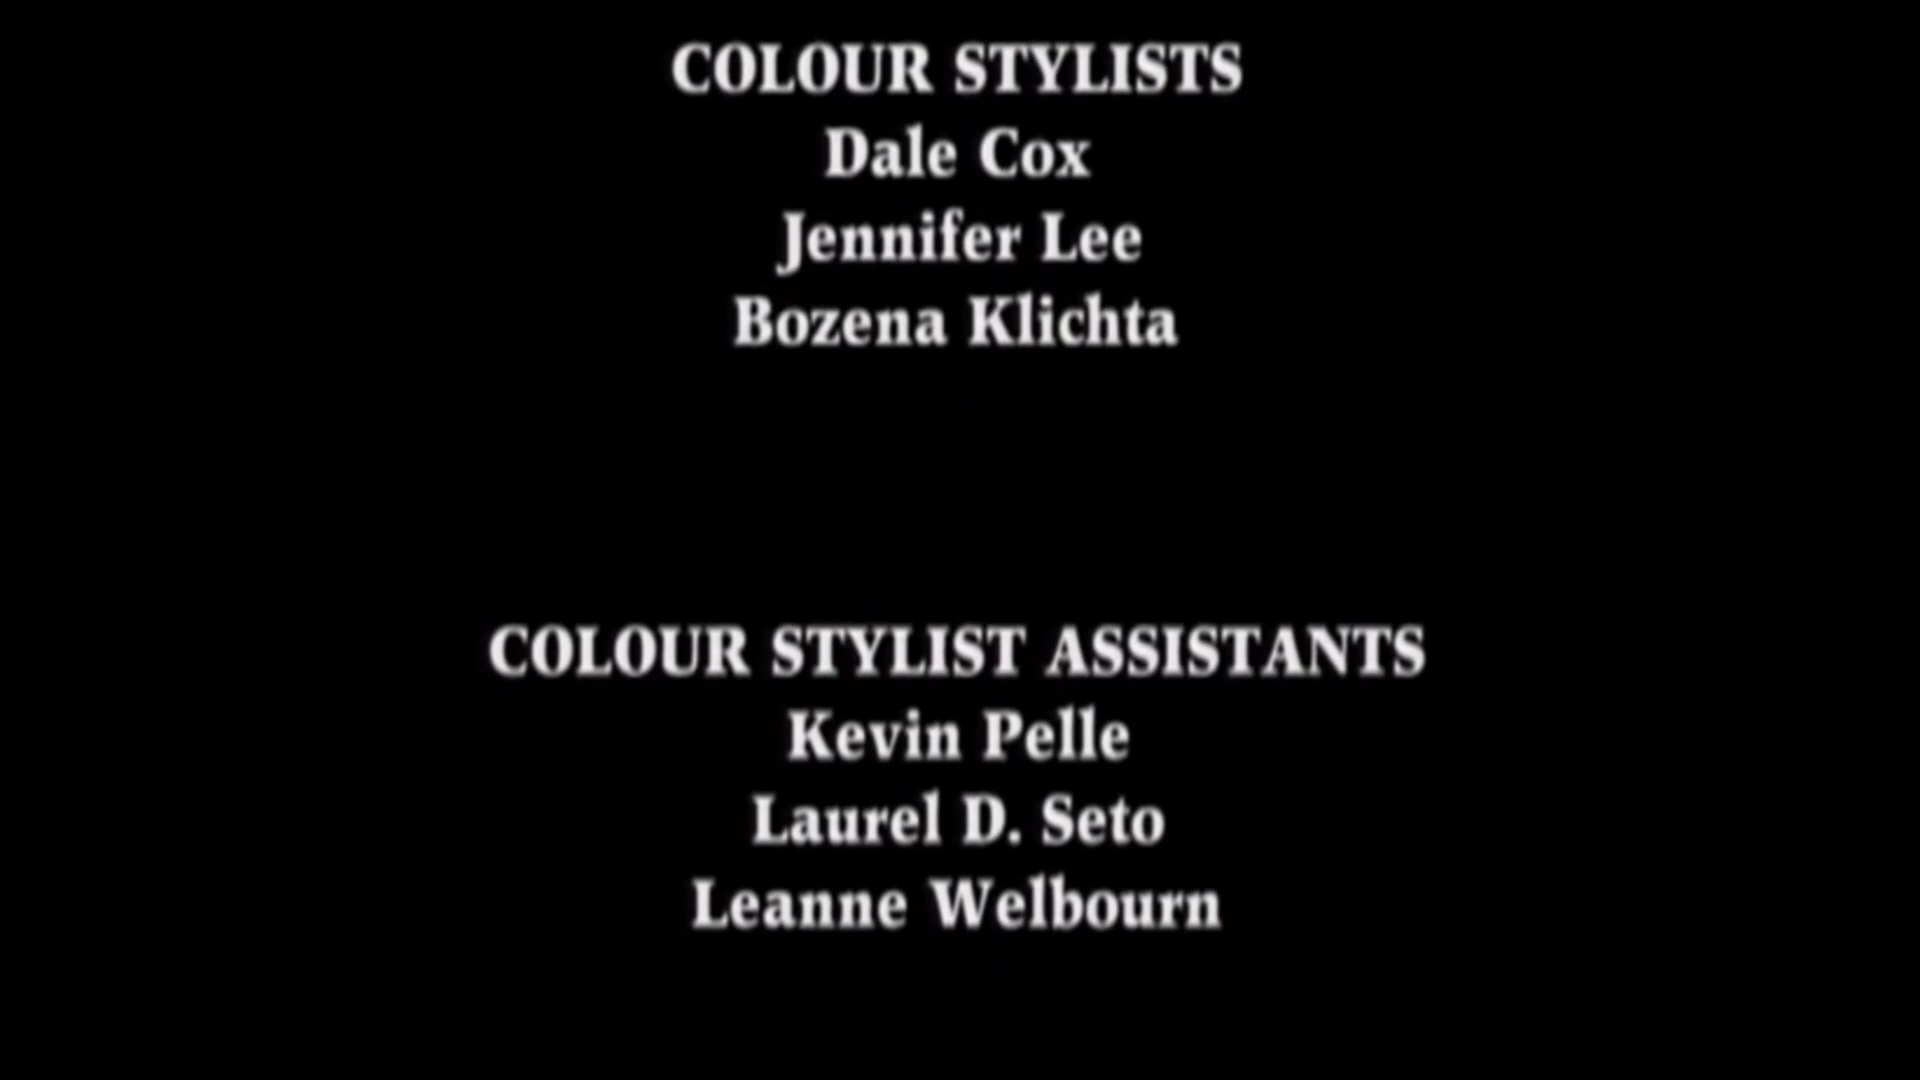 COLOUR STYLISTS
Dale Cox
Jennifer Lee
Bozena Klichta
COLOUR STYLIST ASSISTANTS
Kevin Pelle
Laurel D. Seto
Leanne Welbourn